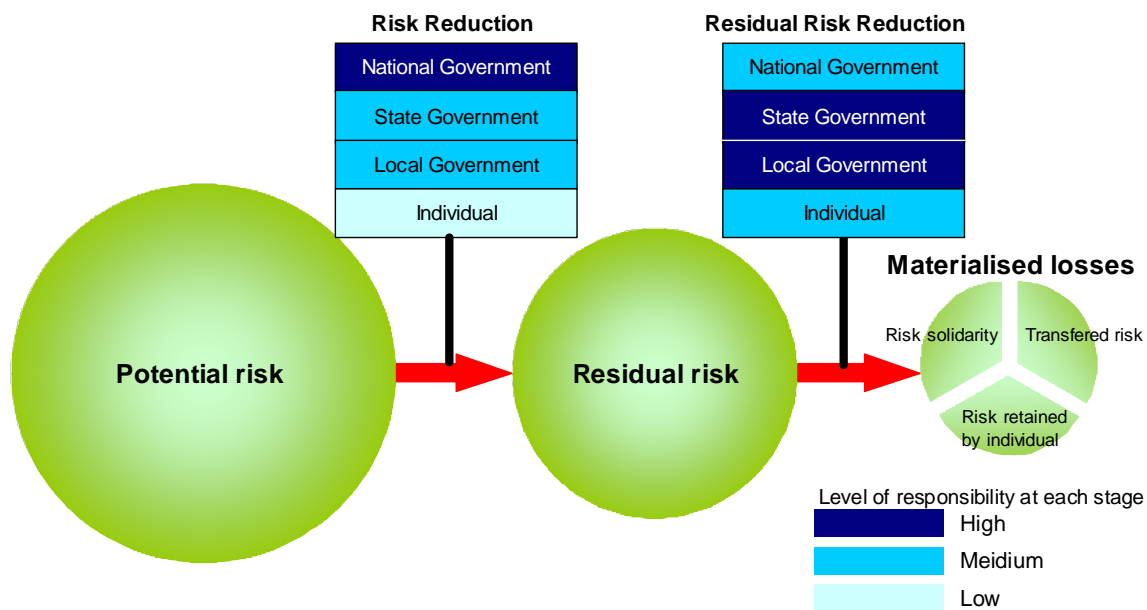 Risk Reduction
National Government
State Government
Local Government
Individual
Residual Risk Reduction
National Government
State Government
Local Government
Individual
Potential risk
Residual risk
Materialised losses
Risk solidarity
Transfered risk
Risk retained
by individual
Level of responsibility at each stage
High
Meidium
Low